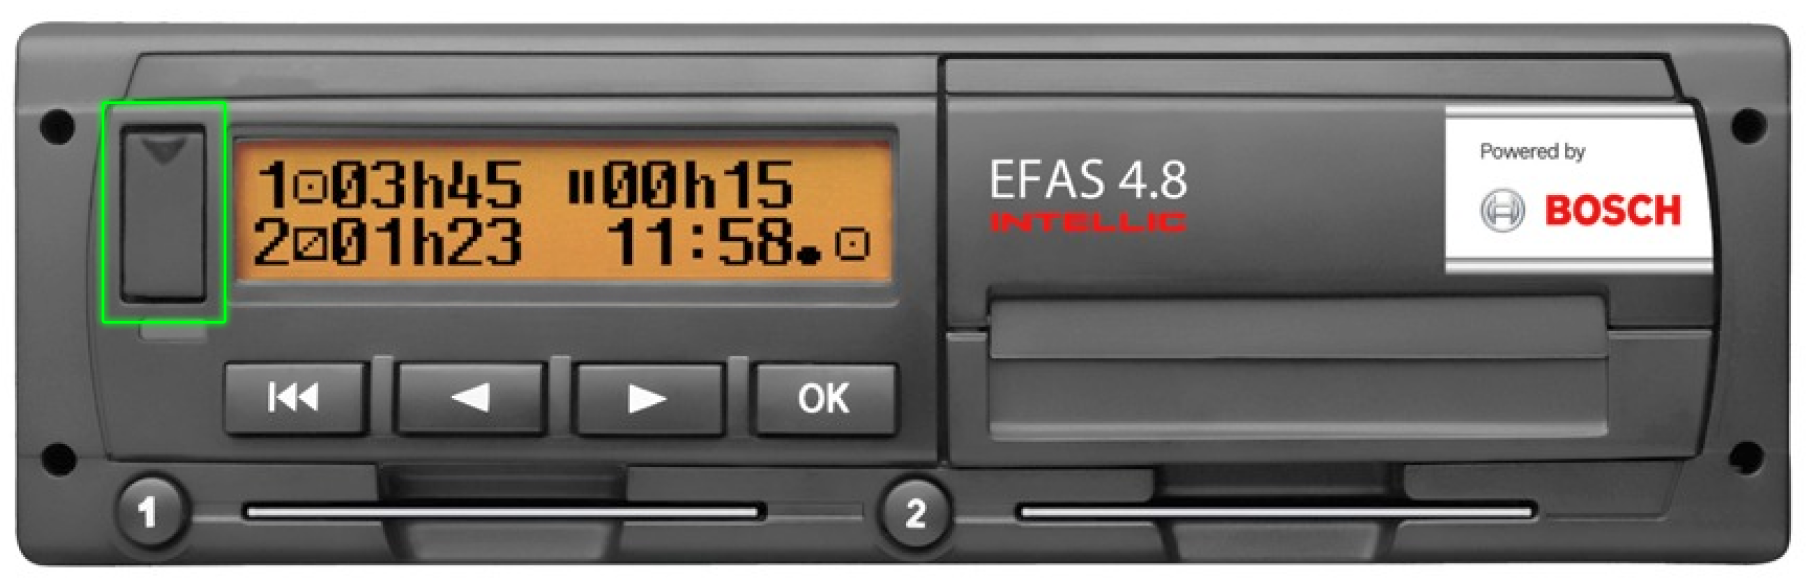 1 03h45 00h15
2 01h23 11:58
EFAS 4.8
INTELLIC
Powered by
BOSCH
OK
1
2